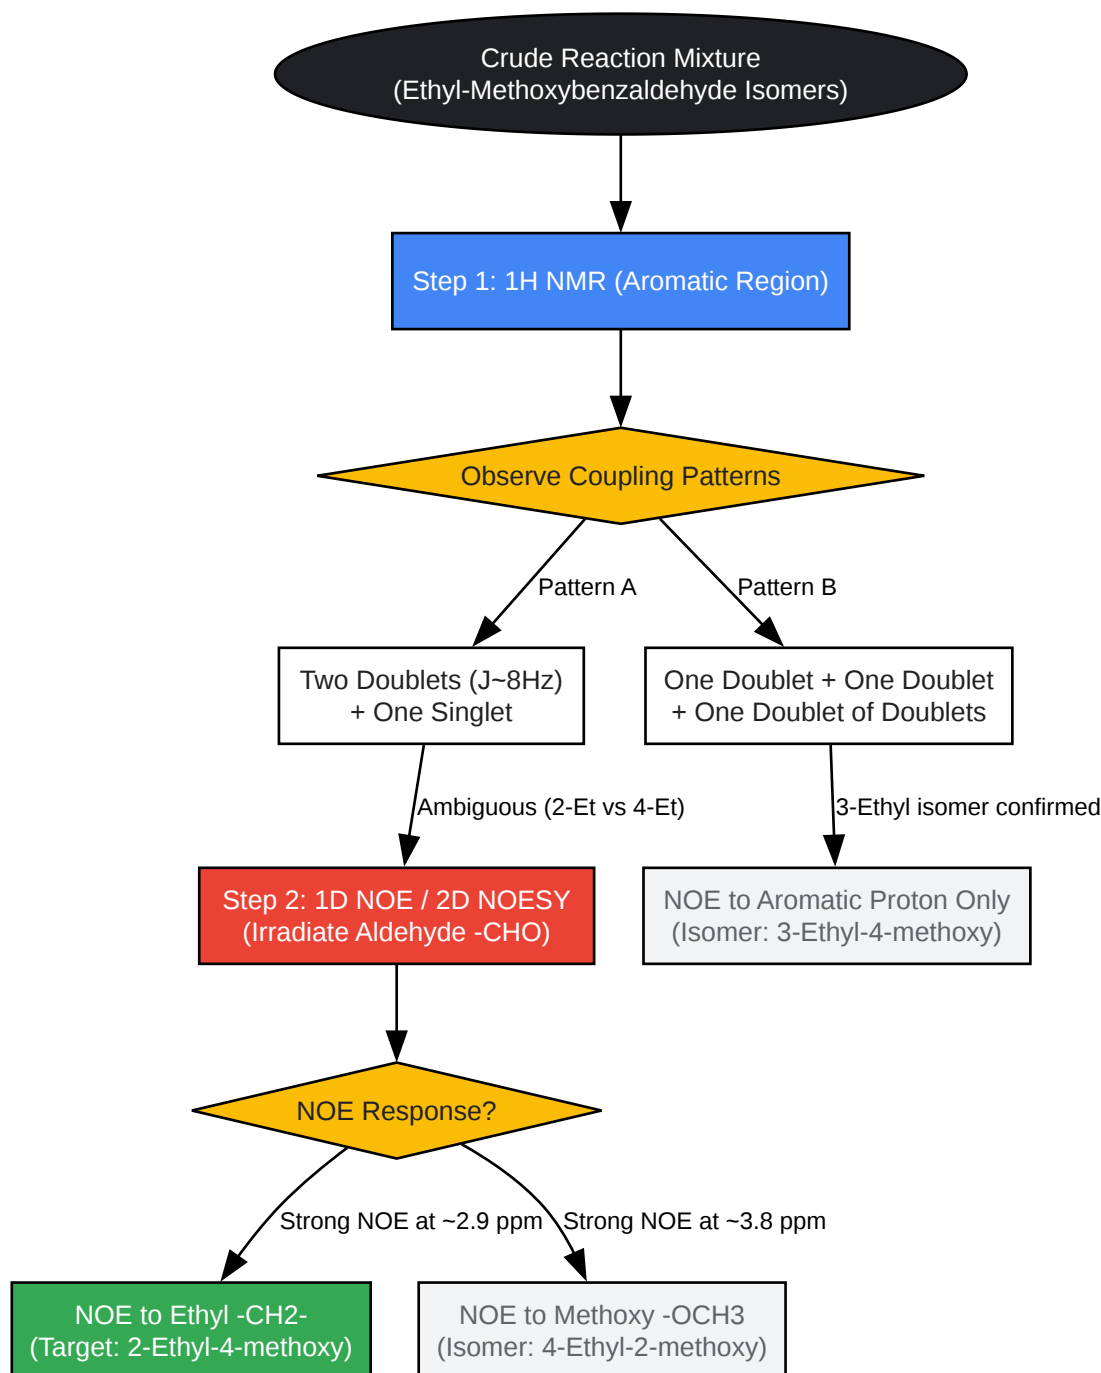 Crude Reaction Mixture
(Ethyl-Methoxybenzaldehyde Isomers)
Step 1: 1H NMR (Aromatic Region)
Observe Coupling Patterns
Pattern A
Pattern B
Two Doublets (J~8Hz)
+ One Singlet
One Doublet + One Doublet
+ One Doublet of Doublets
Ambiguous (2-Et vs 4-Et)
3-Ethyl isomer confirmed
Step 2: 1D NOE / 2D NOESY
(Irradiate Aldehyde -CHO)
NOE to Aromatic Proton Only
(Isomer: 3-Ethyl-4-methoxy)
NOE Response?
Strong NOE at ~2.9 ppm
Strong NOE at ~3.8 ppm
NOE to Ethyl -CH2-
(Target: 2-Ethyl-4-methoxy)
NOE to Methoxy -OCH3
(Isomer: 4-Ethyl-2-methoxy)